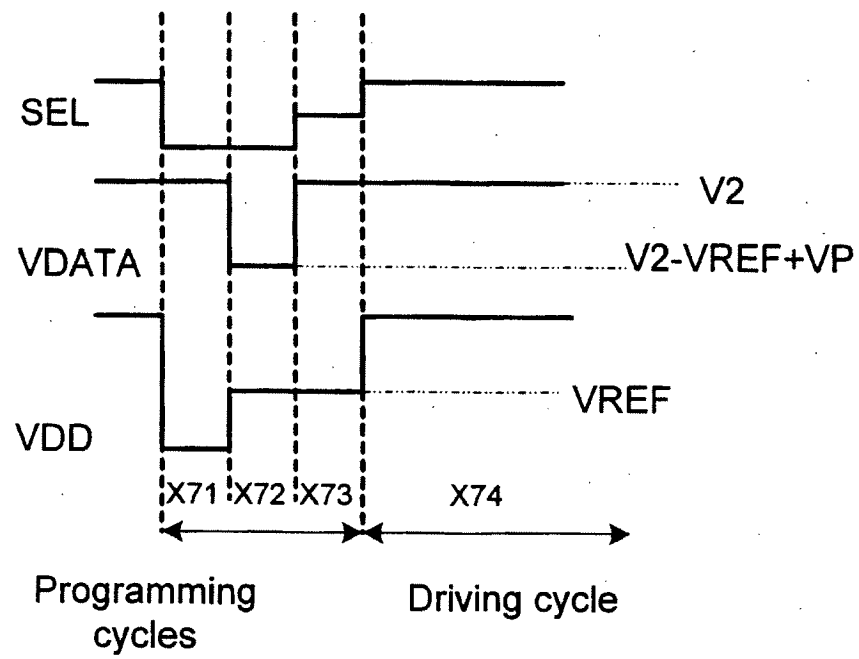 SEL
V2
VDATA
V2-VREF+VP
VREF
VDD
X71 X72 X73 X74
Programming
cycles
Driving cycle